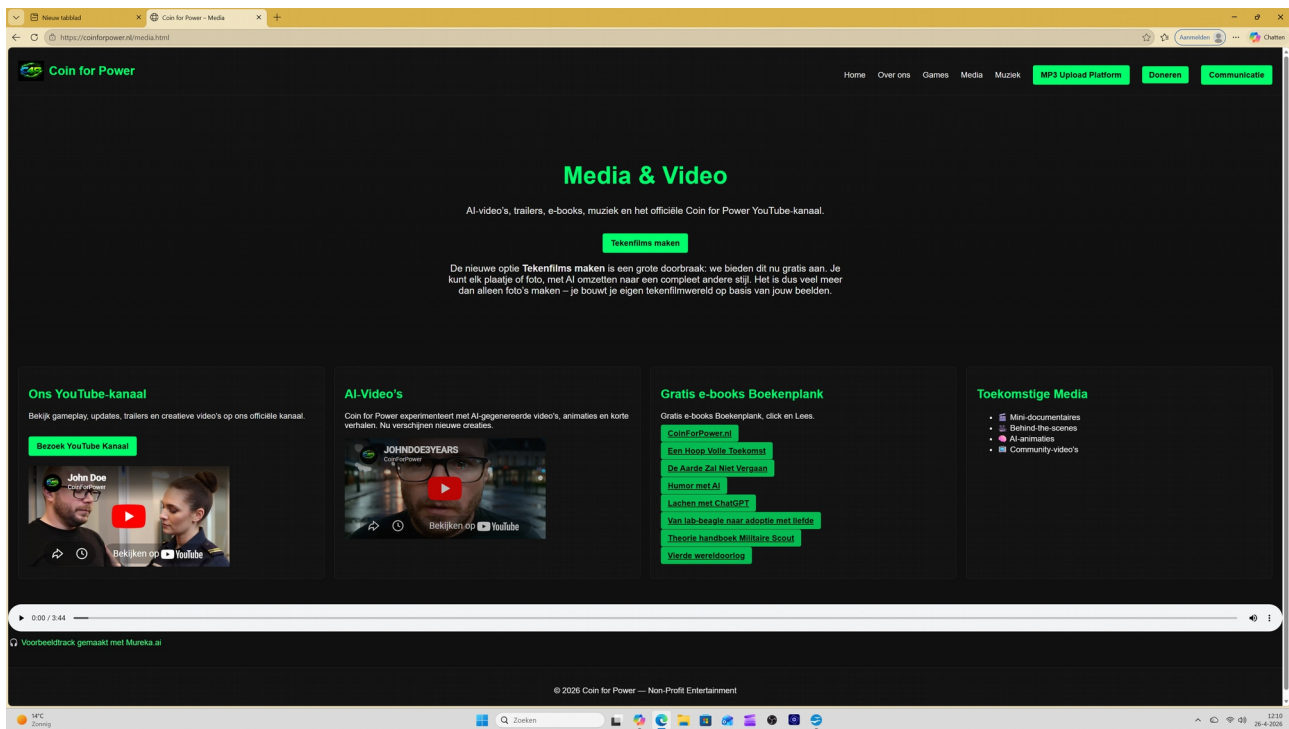 Nieuw tabblad
Coin for Power – Media
https://coinforpower.nl/media.html
Aanmelden
Chatten
Coin for Power
Home Over ons Games Media Muziek MP3 Upload Platform Doneren Communicatie
Media & Video
AI-video's, trailers, e-books, muziek en het officiële Coin for Power YouTube-kanaal.
Tekenfilms maken
De nieuwe optie Tekenfilms maken is een grote doorbraak: we bieden dit nu gratis aan. Je
kunt elk plaatje of foto, met AI omzetten naar een compleet andere stijl. Het is dus veel meer
dan alleen foto's maken – je bouwt je eigen tekenfilmwereld op basis van jouw beelden.
Ons YouTube-kanaal
Bekijk gameplay, updates, trailers en creatieve video's op ons officiële kanaal.
Bezoek YouTube Kanaal
John Doe
CoinForPower
Bekijken op YouTube
AI-Video's
Coin for Power experimenteert met AI-gegenereerde video's, animaties en korte
verhalen. Nu verschijnen nieuwe creaties.
JOHNDOE3YEARS
CoinForPower
Bekijken op YouTube
Gratis e-books Boekenplank
Gratis e-books Boekenplank, click en Lees.
CoinForPower.nl
Een Hoop Volle Toekomst
De Aarde Zal Niet Vergaan
Humor met AI
Lachen met ChatGPT
Van lab-beagle naar adoptie met liefde
Theorie handboek Militaire Scout
Vierde wereldoorlog
Toekomstige Media
Mini-documentaires
Behind-the-scenes
AI-animaties
Community-video's
0:00 / 3:44
Voorbeeldtrack gemaakt met Mureka.ai
© 2026 Coin for Power — Non-Profit Entertainment
14°C
Zonnig
Zoeken
12:10
26-4-2026